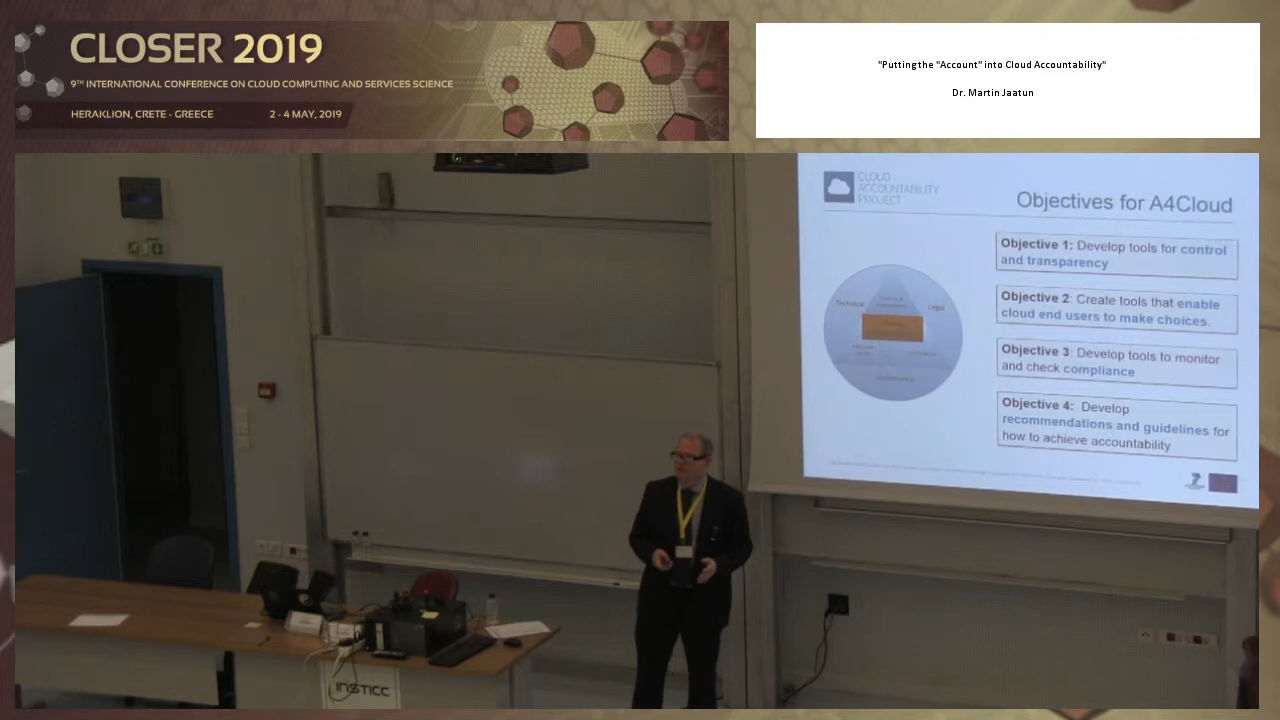 CLOSER 2019
9TH INTERNATIONAL CONFERENCE ON CLOUD COMPUTING AND SERVICES SCIENCE
HERAKLION, CRETE - GREECE 2 - 4 MAY, 2019
"Putting the "Account" into Cloud Accountability"
Dr. Martin Jaatun
CLOUD
ACCOUNTABILITY
PROJECT
Objectives for A4Cloud
Objective 1: Develop tools for control
and transparency
Objective 2: Create tools that enable
cloud end users to make choices.
Objective 3: Develop tools to monitor
and check compliance
Objective 4: Develop
recommendations and guidelines for
how to achieve accountability
Technical
Legal
INSTICC